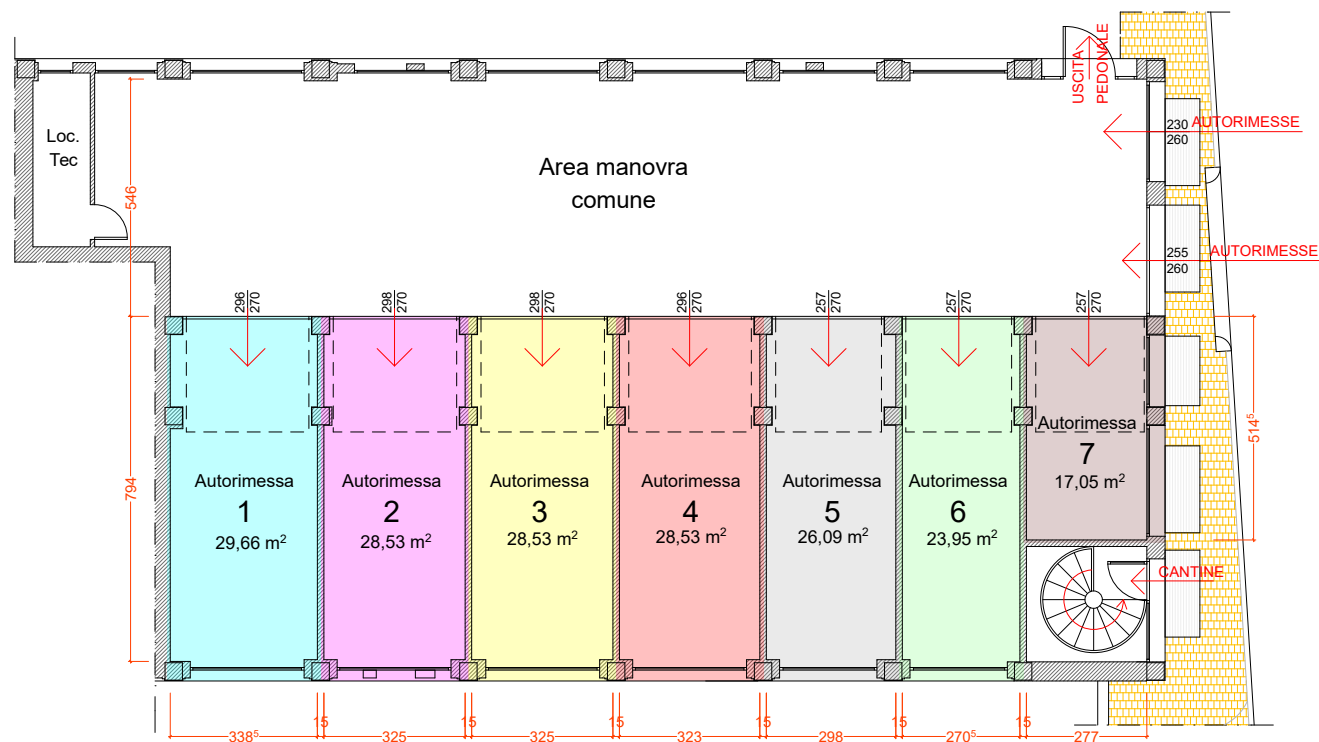 USCITA
PEDONALE
230
260
AUTORIMESSE
Loc.
Tec
Area manovra
comune
546
255
260
AUTORIMESSE
296
270
298
270
298
270
296
270
257
270
257
270
257
270
794
514⁵
Autorimessa
1
29,66 m²
Autorimessa
2
28,53 m²
Autorimessa
3
28,53 m²
Autorimessa
4
28,53 m²
Autorimessa
5
26,09 m²
Autorimessa
6
23,95 m²
Autorimessa
7
17,05 m²
CANTINE
15
15
15
15
15
15
338⁵
325
325
323
298
270⁵
277